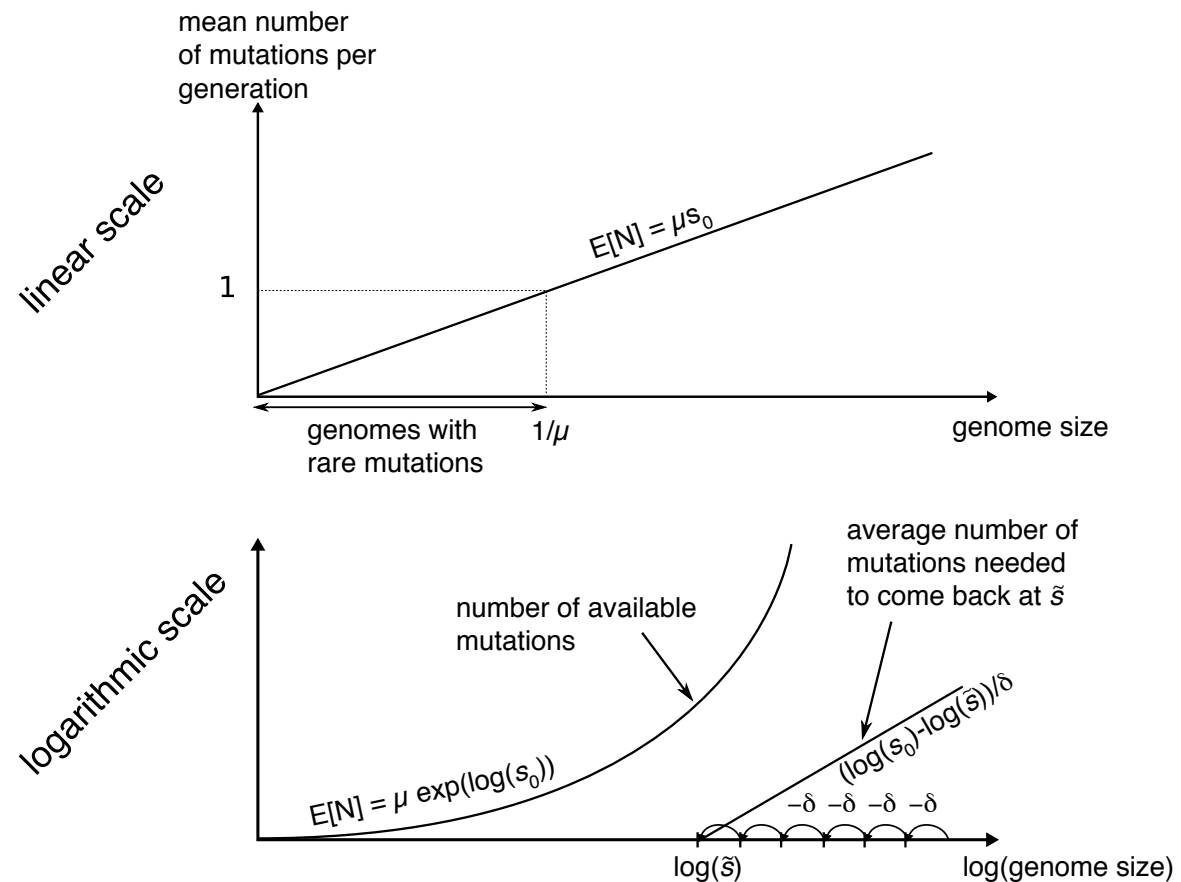 mean number
of mutations per
generation
linear scale
E[N] = μs₀
1
genomes with
rare mutations
1/μ
genome size
logarithmic scale
average number of
mutations needed
to come back at s̃
number of available
mutations
E[N] = μ exp(log(s₀))
(log(s₀)-log(s̃))/δ
−δ −δ −δ −δ
log(s̃)
log(genome size)